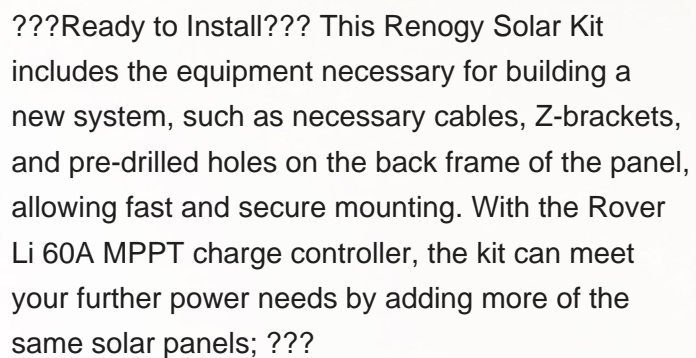 ???Ready to Install??? This Renogy Solar Kit
includes the equipment necessary for building a
new system, such as necessary cables, Z-brackets,
and pre-drilled holes on the back frame of the panel,
allowing fast and secure mounting. With the Rover
Li 60A MPPT charge controller, the kit can meet
your further power needs by adding more of the
same solar panels; ???